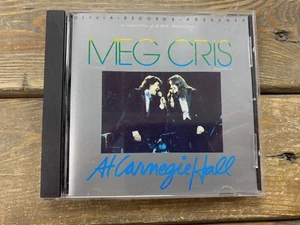 OLIVIA • RECORDS • PRESENTS
MEG CRIS
At Carnegie Hall